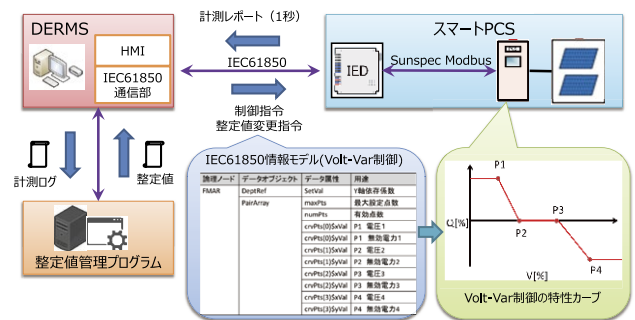 計測レポート（1秒）
DERMS
HMI
IEC61850
通信部
IEC61850
制御指令
整定値変更指令
スマートPCS
IED
Sunspec Modbus
計測ログ
整定値
整定値管理プログラム
IEC61850情報モデル(Volt-Var制御)
論理ノード データオブジェクト データ属性 用途
FMAR DeptRef SetVal Y軸依存係数
PairArray maxPts 最大設定点数
numPts 有効点数
crvPts(0)$xVal P1 電圧1
crvPts(0)$yVal P1 無効電力1
crvPts(1)$xVal P2 電圧2
crvPts(1)$yVal P2 無効電力2
crvPts(2)$xVal P3 電圧3
crvPts(2)$yVal P3 無効電力3
crvPts(3)$xVal P4 電圧4
crvPts(3)$yVal P4 無効電力4
P1
P2
P3
P4
Q[%]
V[%]
Volt-Var制御の特性カーブ